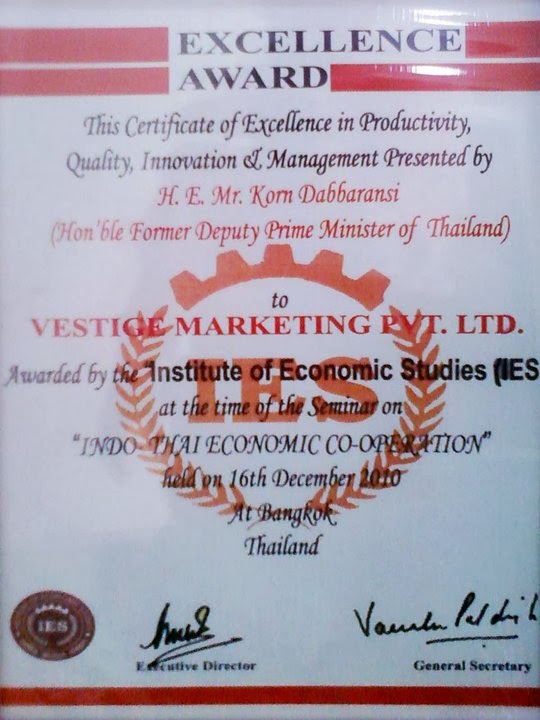 EXCELLENCE
AWARD
This Certificate of Excellence in Productivity,
Quality, Innovation & Management Presented by
H. E. Mr. Korn Dabbaransi
(Hon'ble Former Deputy Prime Minister of Thailand)
to
VESTIGE MARKETING PVT. LTD.
IES
Awarded by the "Institute of Economic Studies (IES
at the time of the Seminar on
"INDO-THAI ECONOMIC CO-OPERATION"
held on 16th December 2010
At Bangkok
Thailand
IES
Executive Director
General Secretary